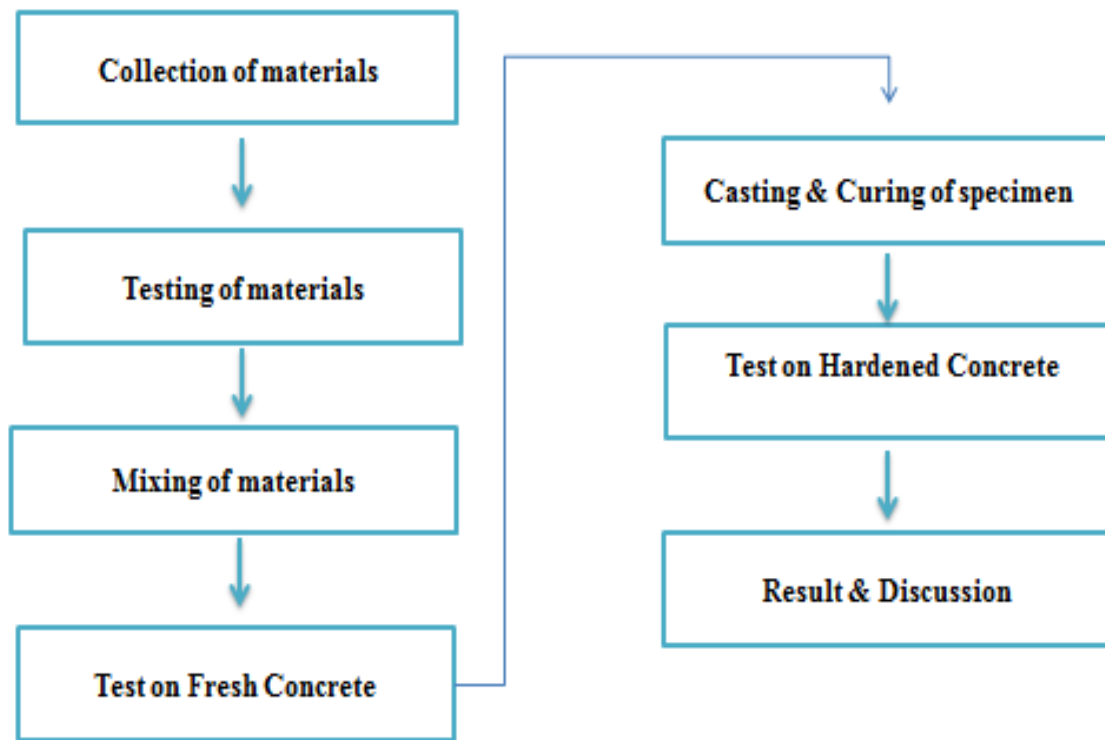 Collection of materials
Testing of materials
Mixing of materials
Test on Fresh Concrete
Casting & Curing of specimen
Test on Hardened Concrete
Result & Discussion